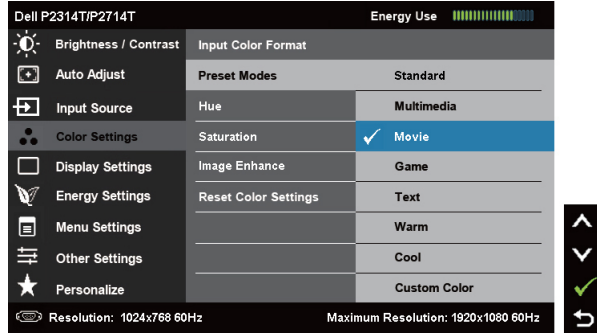 Dell P2314T/P2714T Energy Use
Brightness / Contrast Input Color Format
Auto Adjust Preset Modes Standard
Input Source Hue Multimedia
Color Settings Saturation Movie
Display Settings Image Enhance Game
Energy Settings Reset Color Settings Text
Menu Settings Warm
Other Settings Cool
Personalize Custom Color
Resolution: 1024x768 60Hz Maximum Resolution: 1920x1080 60Hz